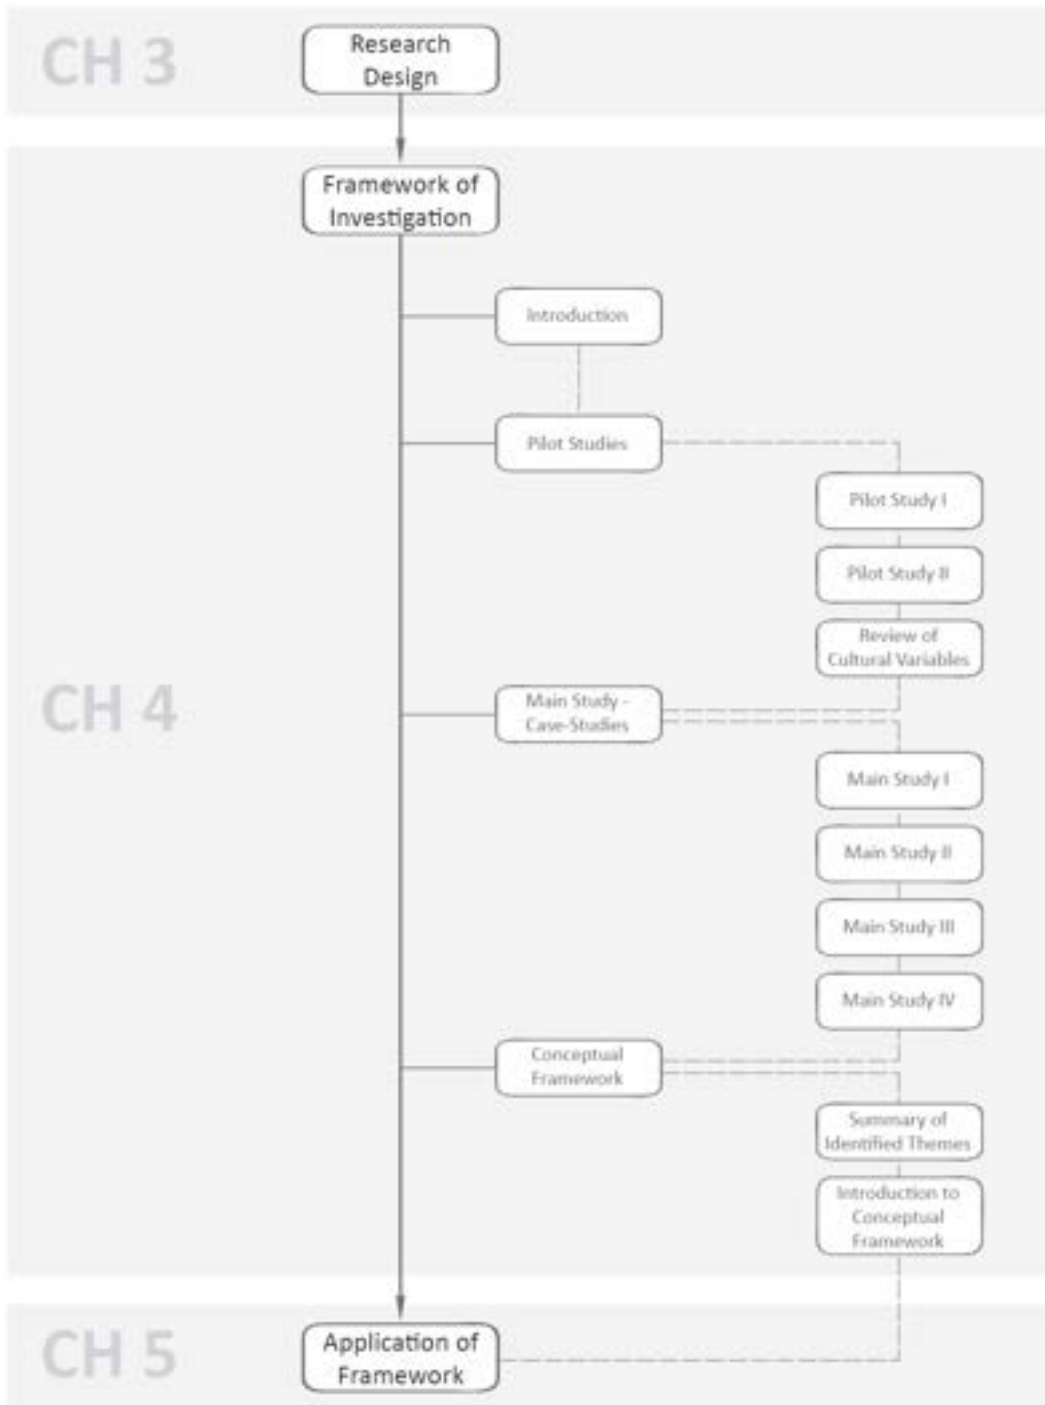 CH 3
Research
Design
Framework of
Investigation
Introduction
Pilot Studies
Pilot Study I
Pilot Study II
Review of
Cultural Variables
CH 4
Main Study -
Case-Studies
Main Study I
Main Study II
Main Study III
Main Study IV
Conceptual
Framework
Summary of
Identified Themes
Introduction to
Conceptual
Framework
CH 5
Application of
Framework